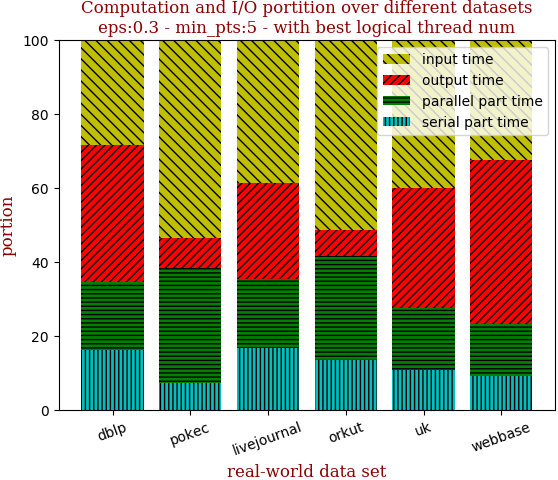 Computation and I/O portition over different datasets
eps:0.3 - min_pts:5 - with best logical thread num
100
80
60
40
20
0
portion
input time
output time
parallel part time
serial part time
dblp
pokec
livejournal
orkut
uk
webbase
real-world data set